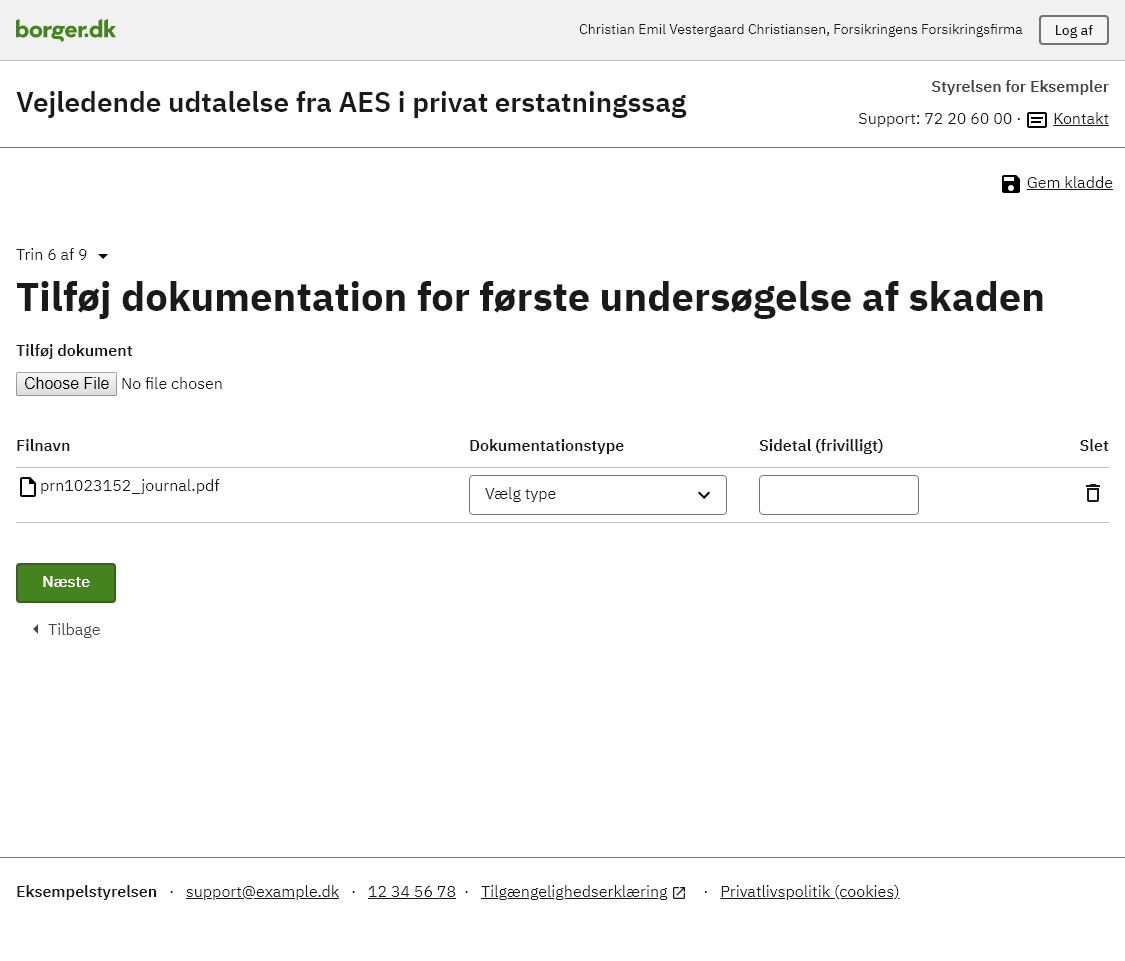 borger.dk
Christian Emil Vestergaard Christiansen, Forsikringens Forsikringsfirma
Log af
Vejledende udtalelse fra AES i privat erstatningssag
Styrelsen for Eksempler
Support: 72 20 60 00 · Kontakt
Gem kladde
Trin 6 af 9
Tilføj dokumentation for første undersøgelse af skaden
Tilføj dokument
Choose File No file chosen
Filnavn Dokumentationstype Sidetal (frivilligt) Slet
prn1023152_journal.pdf Vælg type
Næste
Tilbage
Eksempelstyrelsen · support@example.dk · 12 34 56 78 · Tilgængelighedserklæring · Privatlivspolitik (cookies)